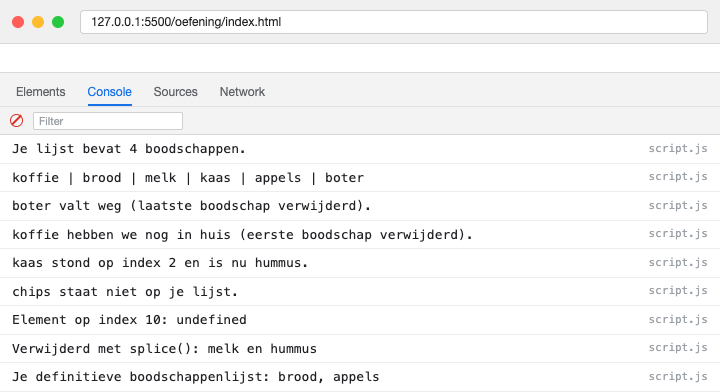 127.0.0.1:5500/oefening/index.html
Elements Console Sources Network
Filter
Je lijst bevat 4 boodschappen. script.js
koffie | brood | melk | kaas | appels | boter script.js
boter valt weg (laatste boodschap verwijderd). script.js
koffie hebben we nog in huis (eerste boodschap verwijderd). script.js
kaas stond op index 2 en is nu hummus. script.js
chips staat niet op je lijst. script.js
Element op index 10: undefined script.js
Verwijderd met splice(): melk en hummus script.js
Je definitieve boodschappenlijst: brood, appels script.js